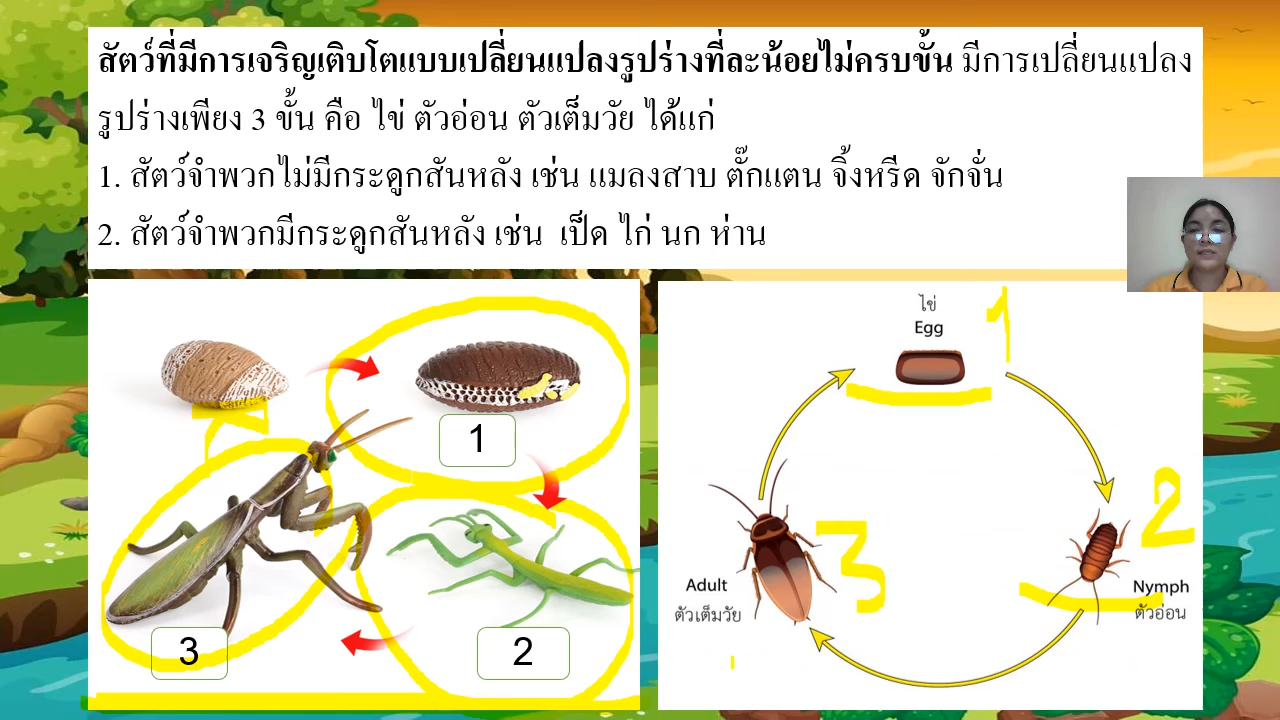 สัตว์ที่มีการเจริญเติบโตแบบเปลี่ยนแปลงรูปร่างที่ละน้อยไม่ครบขั้น มีการเปลี่ยนแปลง
รูปร่างเพียง 3 ขั้น คือ ไข่ ตัวอ่อน ตัวเต็มวัย ได้แก่
1. สัตว์จำพวกไม่มีกระดูกสันหลัง เช่น แมลงสาบ ตั๊กแตน จิ้งหรีด จักจั่น
2. สัตว์จำพวกมีกระดูกสันหลัง เช่น เป็ด ไก่ นก ห่าน
1
2
3
ไข่
Egg
1
2
Nymph
ตัวอ่อน
3
Adult
ตัวเต็มวัย